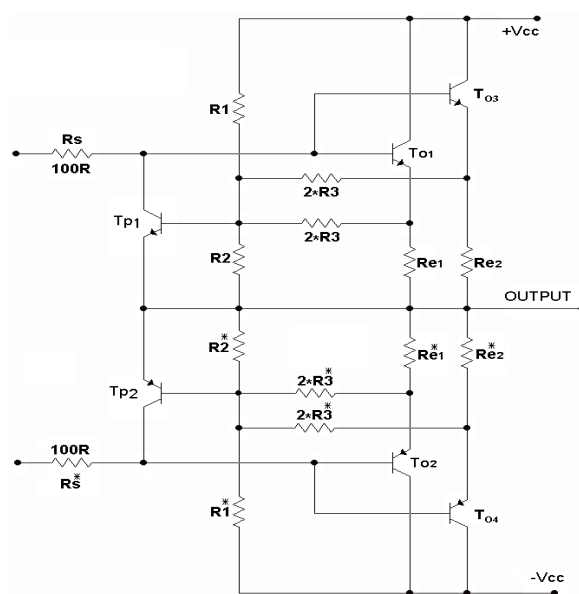 +Vcc
R1
To3
Rs
100R
To1
2*R3
Tp1
2*R3
R2
Re1
Re2
OUTPUT
R2*
Re1*
Re2*
2*R3*
Tp2
2*R3*
100R
Rs*
To2
R1*
To4
-Vcc